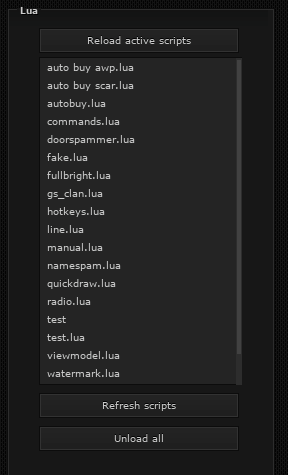 Lua
Reload active scripts
auto buy awp.lua
auto buy scar.lua
autobuy.lua
commands.lua
doorspammer.lua
fake.lua
fullbright.lua
gs_clan.lua
hotkeys.lua
line.lua
manual.lua
namespam.lua
quickdraw.lua
radio.lua
test
test.lua
viewmodel.lua
watermark.lua
Refresh scripts
Unload all